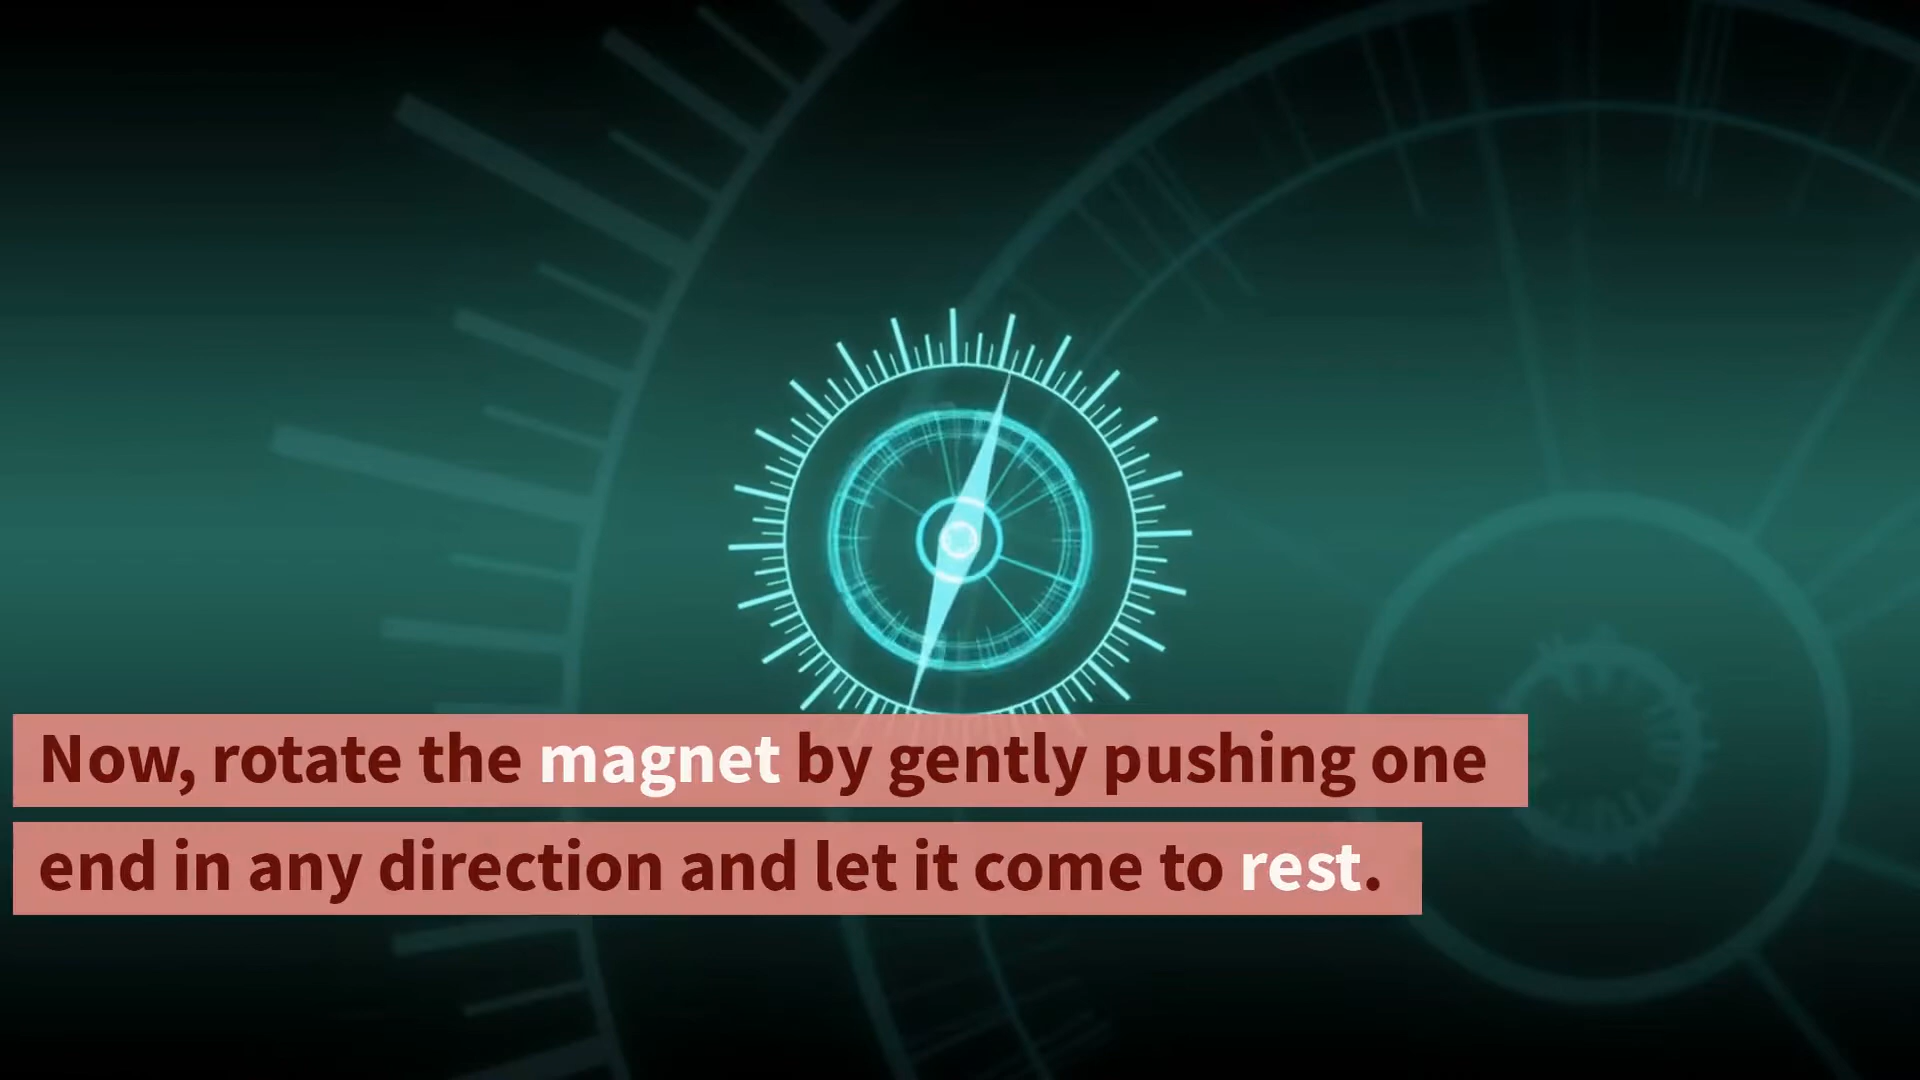 Now, rotate the magnet by gently pushing one
end in any direction and let it come to rest.